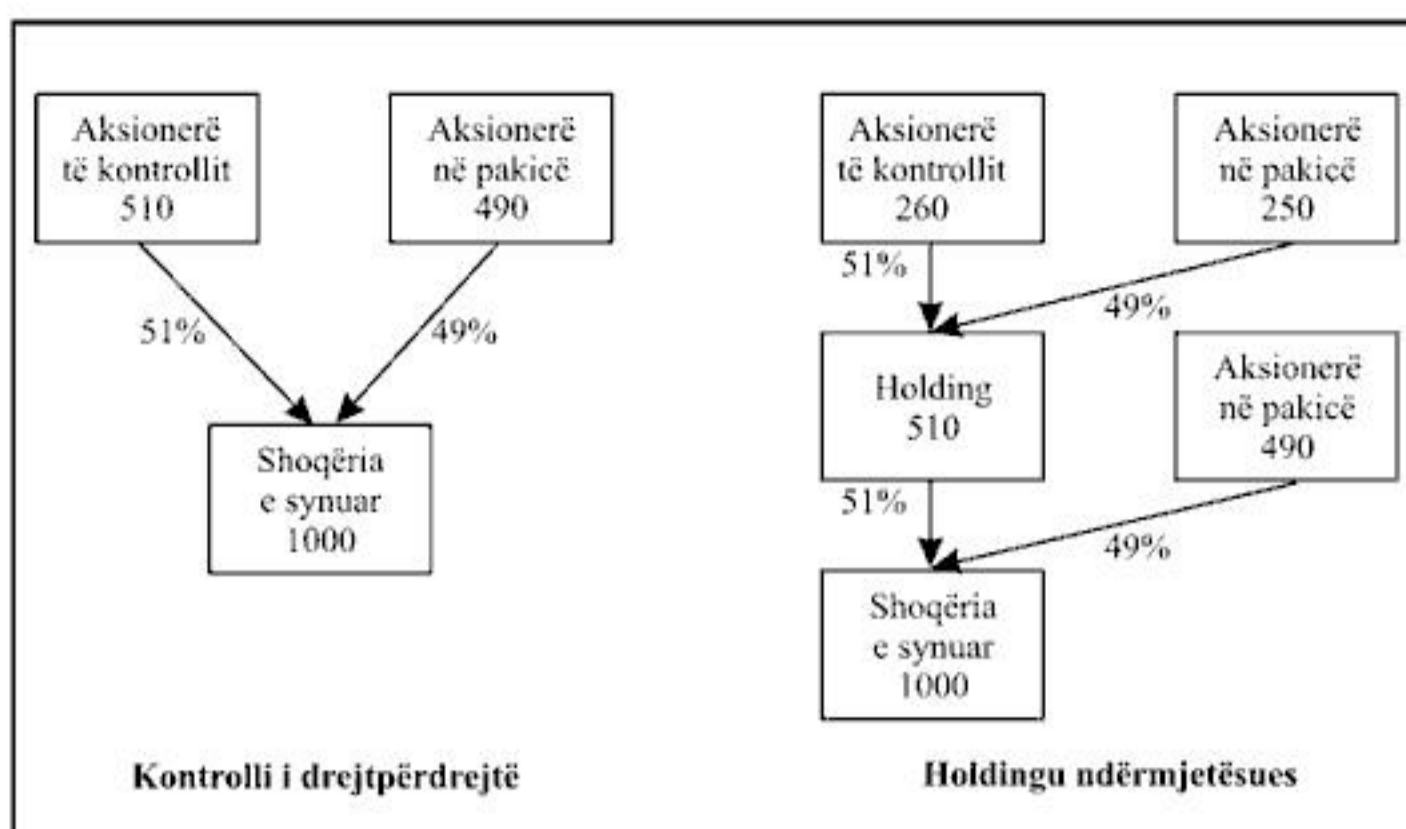 Aksionerë
të kontrollit
510
Aksionerë
në pakicë
490
51%
49%
Shoqëria
e synuar
1000
Kontrolli i drejtpërdrejtë
Aksionerë
të kontrollit
260
Aksionerë
në pakicë
250
51%
49%
Holding
510
Aksionerë
në pakicë
490
51%
49%
Shoqëria
e synuar
1000
Holdingu ndërmjetësues